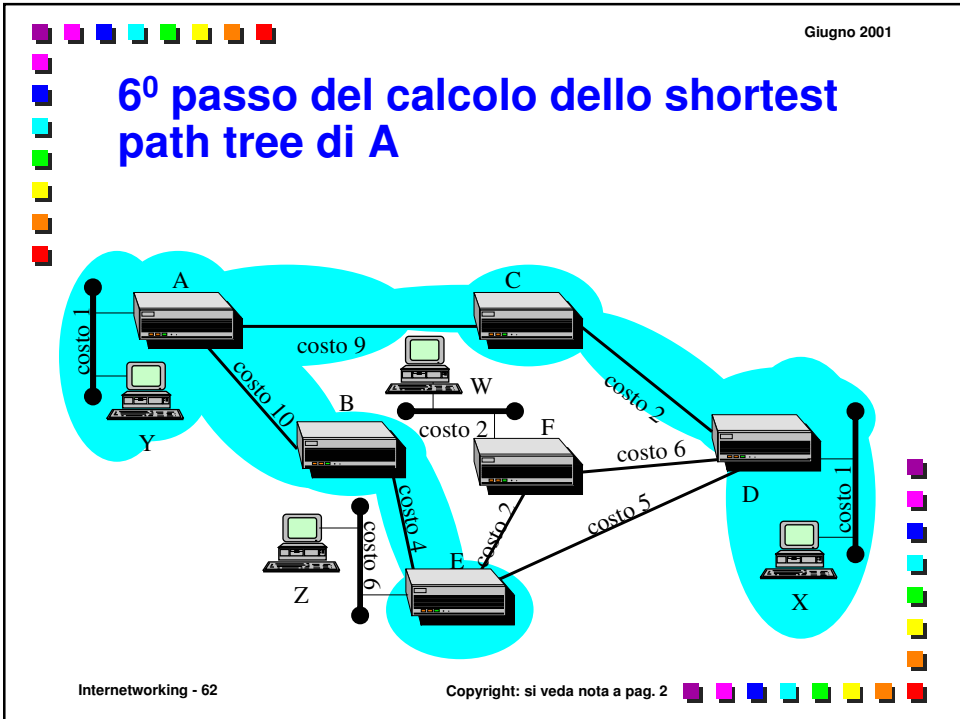 Giugno 2001
6⁰ passo del calcolo dello shortest
path tree di A
A
C
costo 1
costo 9
W
costo 10
B
costo 2
Y
costo 2
F
costo 6
D
costo 1
costo 4
costo 2
costo 5
E
costo 6
Z
X
Internetworking - 62
Copyright: si veda nota a pag. 2